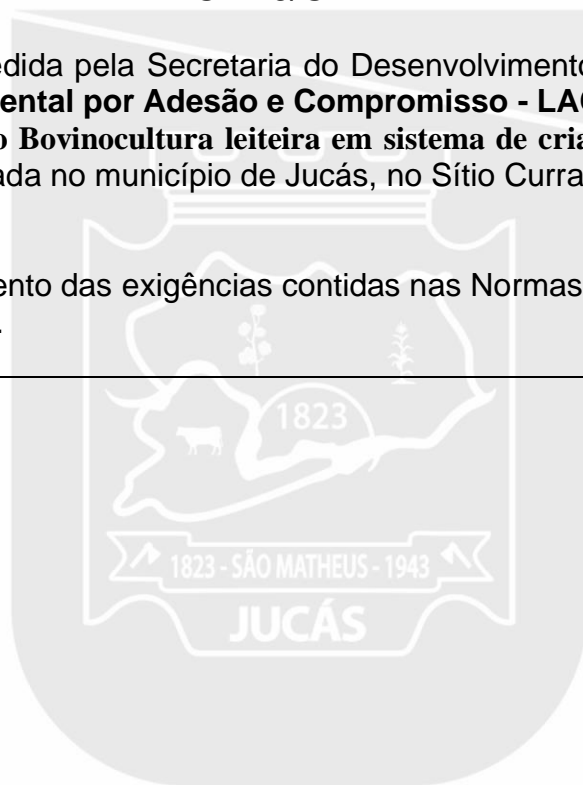 edida pela Secretaria do Desenvolvimento
ental por Adesão e Compromisso - LAC
o Bovinocultura leiteira em sistema de cria
ada no município de Jucás, no Sítio Curra
ento das exigências contidas nas Normas
.
1823
1823 - SÃO MATHEUS - 1943
JUCÁS